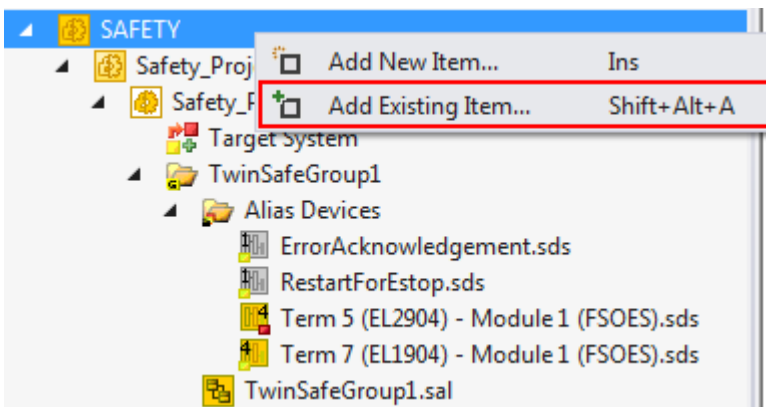 SAFETY
Add New Item... Ins
Safety_Proj
Add Existing Item... Shift+Alt+A
Target System
TwinSafeGroup1
Alias Devices
ErrorAcknowledgement.sds
RestartForEstop.sds
Term 5 (EL2904) - Module 1 (FSOES).sds
Term 7 (EL1904) - Module 1 (FSOES).sds
TwinSafeGroup1.sal